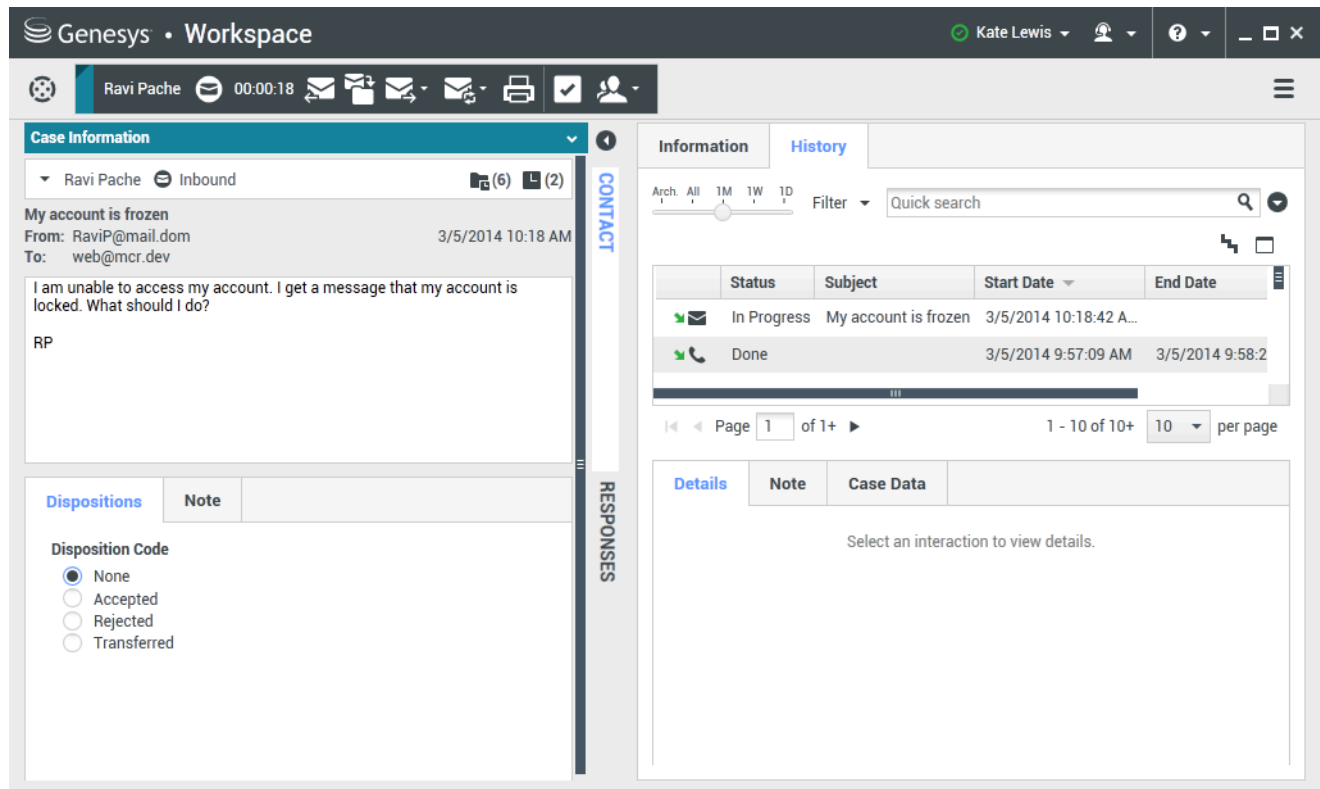 Genesys • Workspace
Kate Lewis
Ravi Pache 00:00:18
Case Information
Ravi Pache Inbound (6) (2)
My account is frozen
From: RaviP@mail.dom 3/5/2014 10:18 AM
To: web@mcr.dev
I am unable to access my account. I get a message that my account is
locked. What should I do?
RP
Dispositions Note
Disposition Code
None
Accepted
Rejected
Transferred
CONTACT
RESPONSES
Information History
Arch. All 1M 1W 1D Filter Quick search
Status Subject Start Date End Date
In Progress My account is frozen 3/5/2014 10:18:42 A...
Done 3/5/2014 9:57:09 AM 3/5/2014 9:58:2
Page 1 of 1+ 1 - 10 of 10+ 10 per page
Details Note Case Data
Select an interaction to view details.